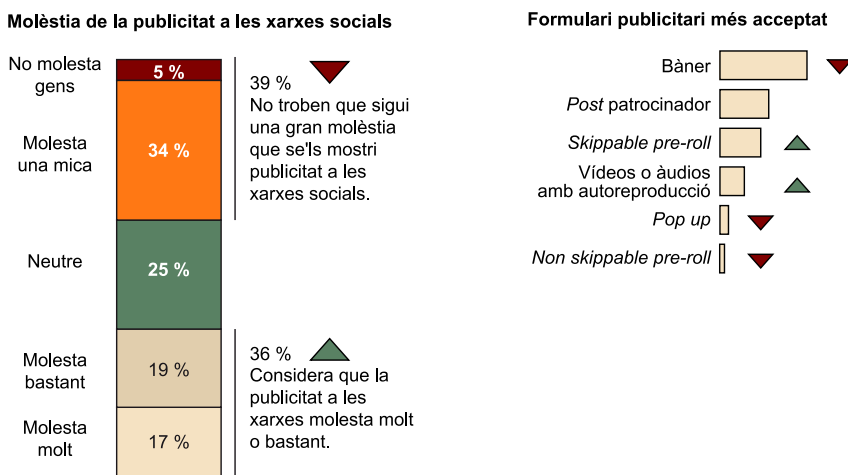 Molèstia de la publicitat a les xarxes socials
No molesta
gens
5 %
Molesta
una mica
34 %
Neutre
25 %
Molesta
bastant
19 %
Molesta
molt
17 %
39 %
No troben que sigui
una gran molèstia
que se'ls mostri
publicitat a les
xarxes socials.
36 %
Considera que la
publicitat a les
xarxes molesta molt
o bastant.
Formulari publicitari més acceptat
Bàner
Post patrocinador
Skippable pre-roll
Vídeos o àudios
amb autoreproducció
Pop up
Non skippable pre-roll